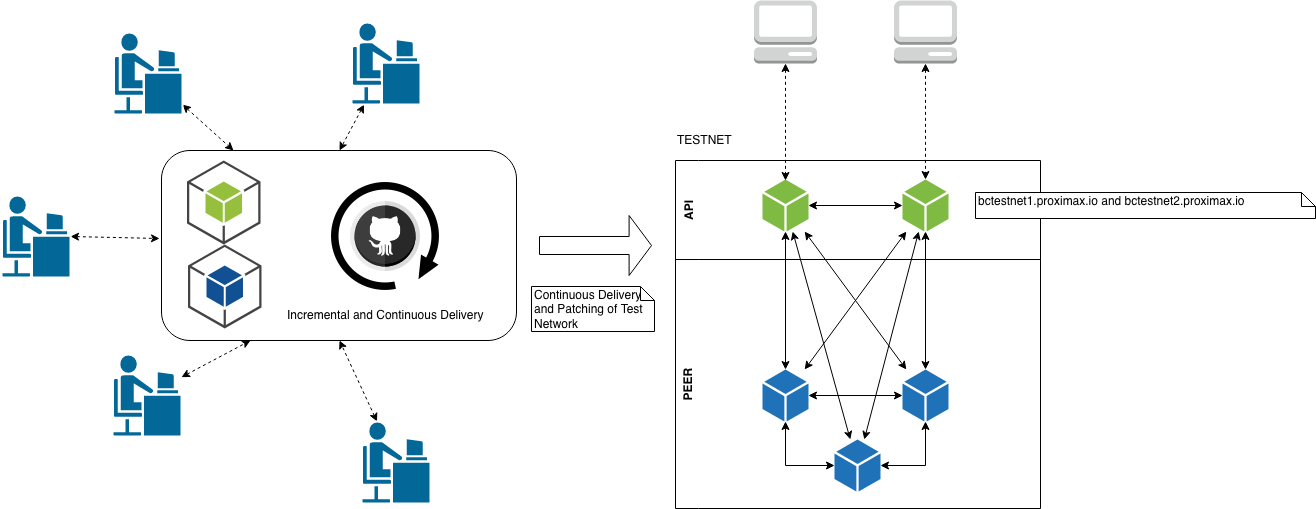 TESTNET
API
bctestnet1.proximax.io and bctestnet2.proximax.io
Incremental and Continuous Delivery
Continuous Delivery
and Patching of Test
Network
PEER